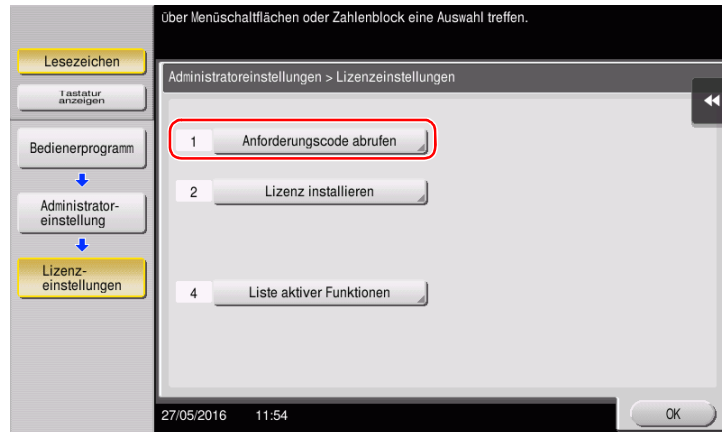 über Menüschaltflächen oder Zahlenblock eine Auswahl treffen.
Lesezeichen
Tastatur
anzeigen
Bedienerprogramm
Administrator-
einstellung
Lizenz-
einstellungen
Administratoreinstellungen > Lizenzeinstellungen
1 Anforderungscode abrufen
2 Lizenz installieren
4 Liste aktiver Funktionen
27/05/2016 11:54
OK